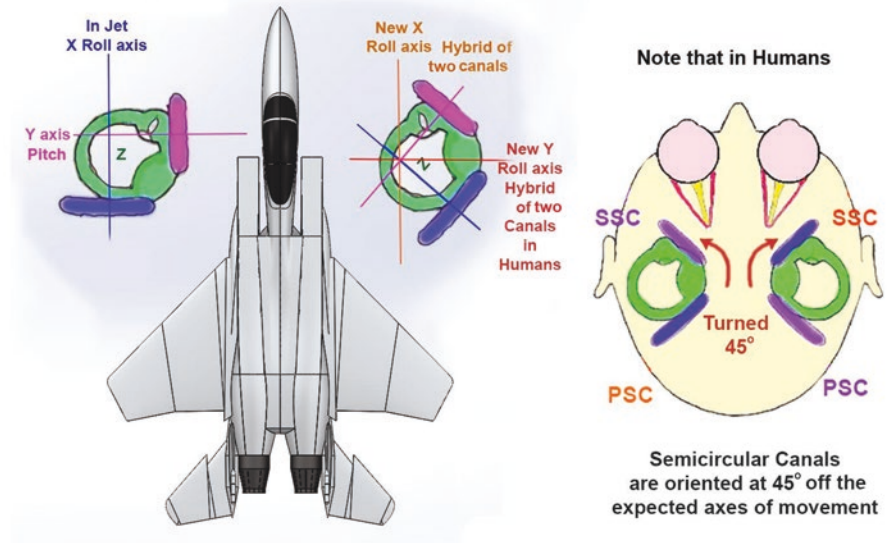 In Jet
X Roll axis
Y axis
Pitch
Z
New X
Roll axis
Hybrid of
two canals
Z
New Y
Roll axis
Hybrid
of two
Canals
in
Humans
Note that in Humans
SSC
SSC
Turned
45°
PSC
PSC
Semicircular Canals
are oriented at 45° off the
expected axes of movement